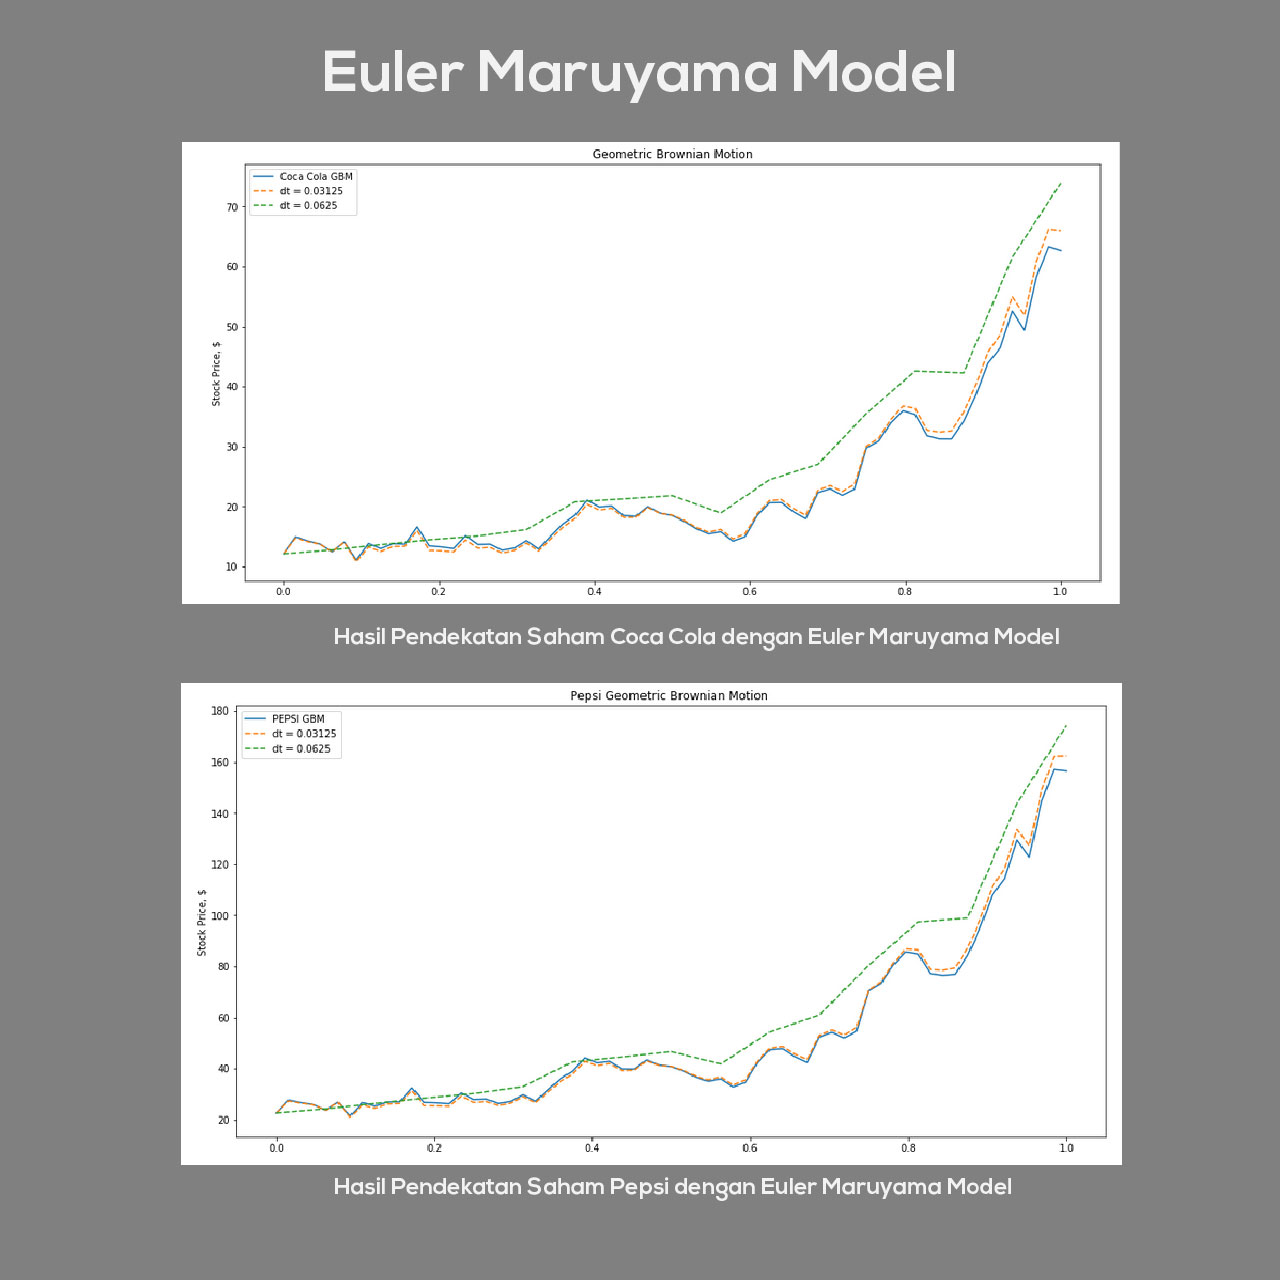 Euler Maruyama Model
Geometric Brownian Motion
Coca Cola GBM
dt = 0.03125
dt = 0.0625
Stock Price, $
70
60
50
40
30
20
10
0.0 0.2 0.4 0.6 0.8 1.0
Hasil Pendekatan Saham Coca Cola dengan Euler Maruyama Model
Pepsi Geometric Brownian Motion
PEPSI GBM
dt = 0.03125
dt = 0.0625
Stock Price, $
180
160
140
120
100
80
60
40
20
0.0 0.2 0.4 0.6 0.8 1.0
Hasil Pendekatan Saham Pepsi dengan Euler Maruyama Model